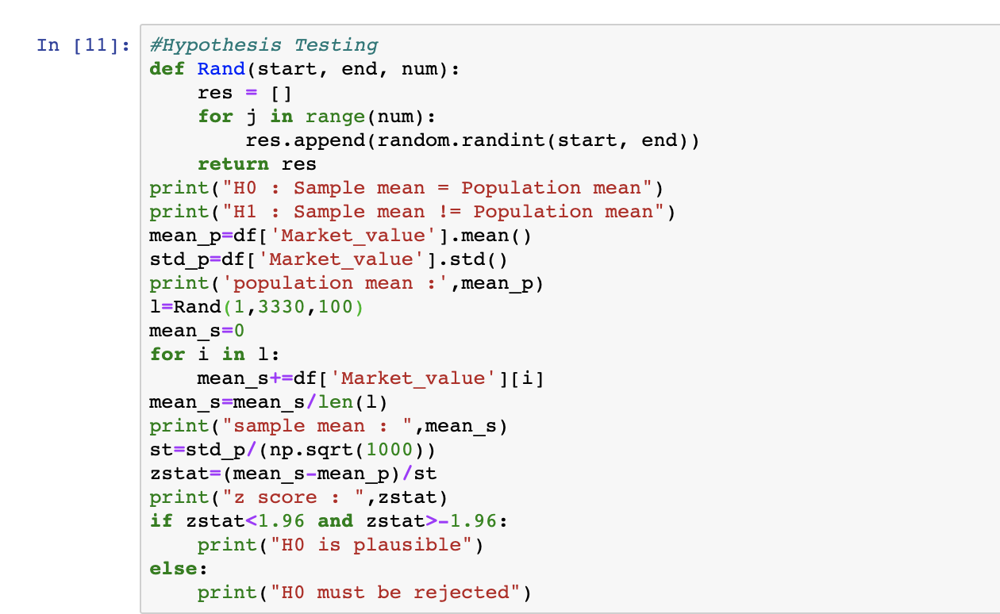 In [11]: #Hypothesis Testing
def Rand(start, end, num):
    res = []
    for j in range(num):
        res.append(random.randint(start, end))
    return res
print("H0 : Sample mean = Population mean")
print("H1 : Sample mean != Population mean")
mean_p=df['Market_value'].mean()
std_p=df['Market_value'].std()
print('population mean :',mean_p)
l=Rand(1,3330,100)
mean_s=0
for i in l:
    mean_s+=df['Market_value'][i]
mean_s=mean_s/len(l)
print("sample mean : ",mean_s)
st=std_p/(np.sqrt(1000))
zstat=(mean_s-mean_p)/st
print("z score : ",zstat)
if zstat<1.96 and zstat>-1.96:
    print("H0 is plausible")
else:
    print("H0 must be rejected")